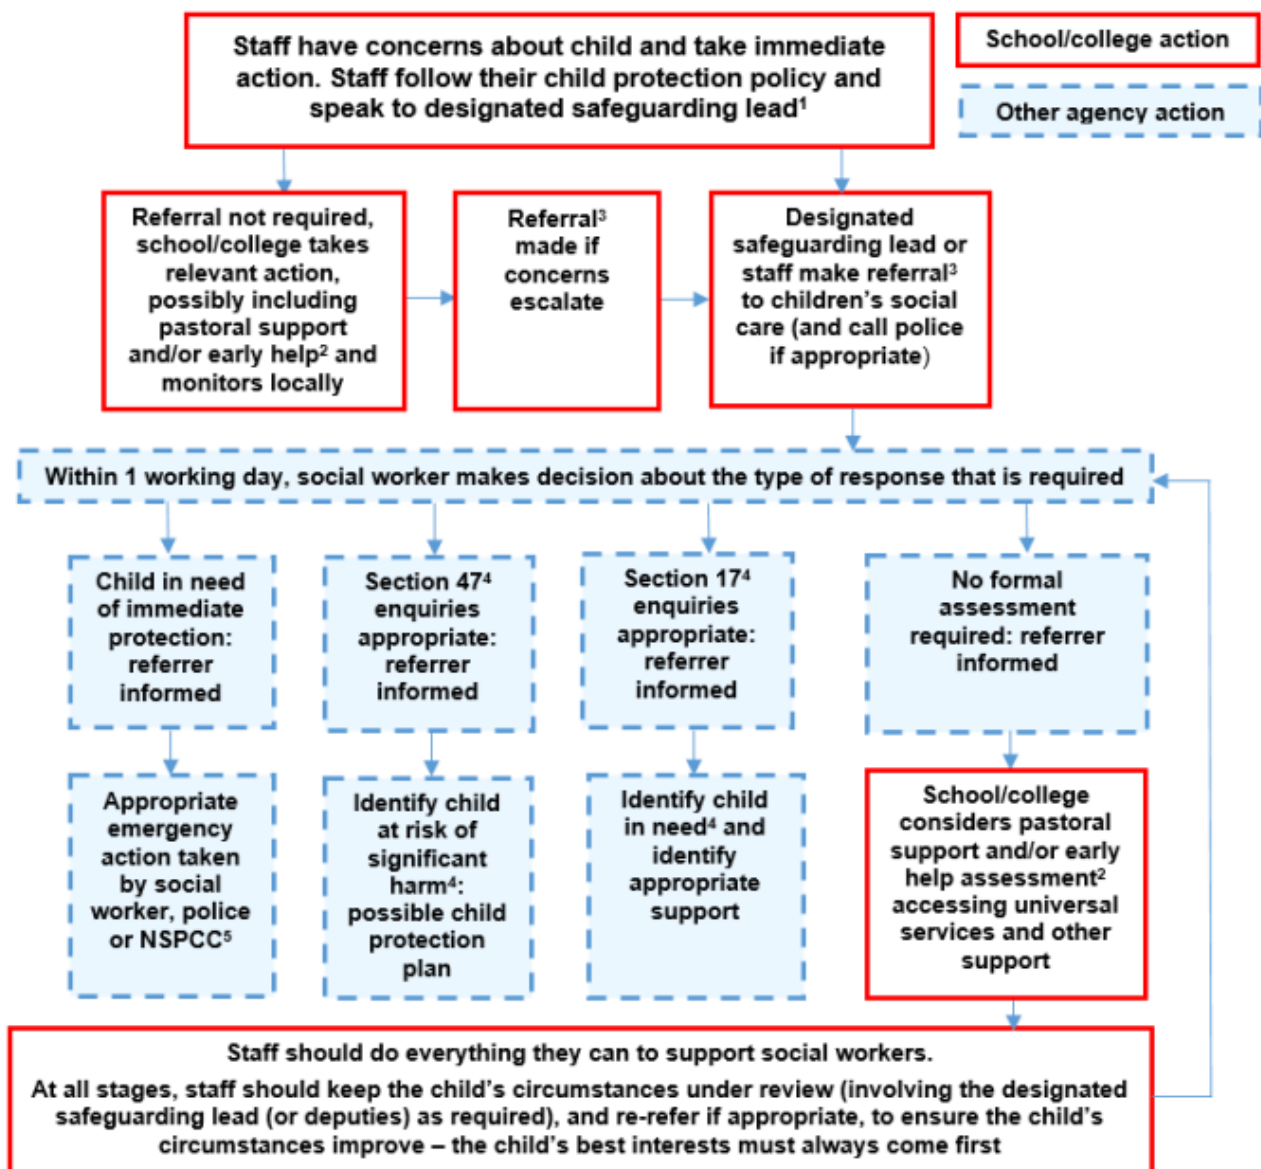 Staff have concerns about child and take immediate
action. Staff follow their child protection policy and
speak to designated safeguarding lead¹
School/college action
Other agency action
Referral not required,
school/college takes
relevant action,
possibly including
pastoral support
and/or early help² and
monitors locally
Referral³
made if
concerns
escalate
Designated
safeguarding lead or
staff make referral³
to children’s social
care (and call police
if appropriate)
Within 1 working day, social worker makes decision about the type of response that is required
Child in need
of immediate
protection:
referrer
informed
Section 47⁴
enquiries
appropriate:
referrer
informed
Section 17⁴
enquiries
appropriate:
referrer
informed
No formal
assessment
required: referrer
informed
Appropriate
emergency
action taken
by social
worker, police
or NSPCC⁵
Identify child
at risk of
significant
harm⁴:
possible child
protection
plan
Identify child
in need⁴ and
identify
appropriate
support
School/college
considers pastoral
support and/or early
help assessment²
accessing universal
services and other
support
Staff should do everything they can to support social workers.
At all stages, staff should keep the child’s circumstances under review (involving the designated
safeguarding lead (or deputies) as required), and re-refer if appropriate, to ensure the child’s
circumstances improve – the child’s best interests must always come first